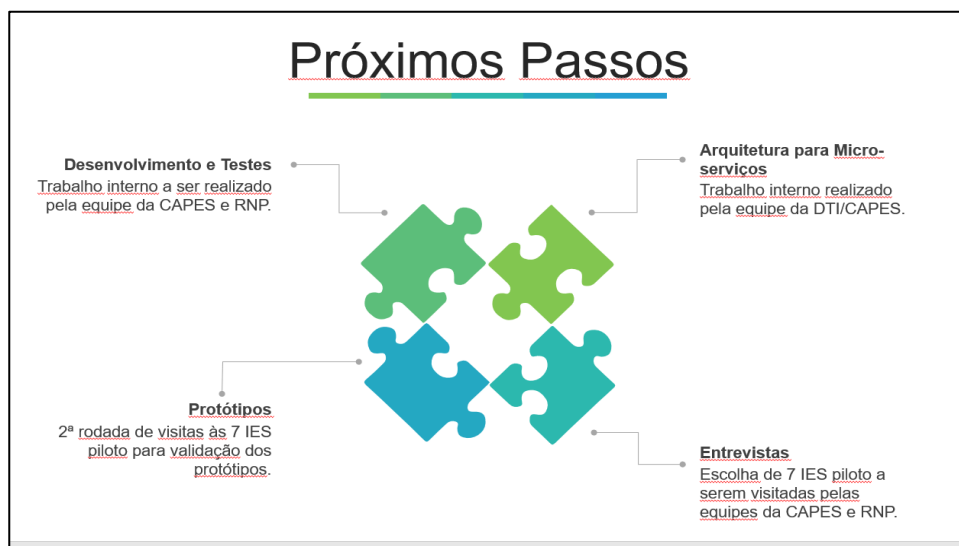 Próximos Passos
Desenvolvimento e Testes
Trabalho interno a ser realizado
pela equipe da CAPES e RNP.
Arquitetura para Micro-
serviços
Trabalho interno realizado
pela equipe da DTI/CAPES.
Protótipos
2ª rodada de visitas às 7 IES
piloto para validação dos
protótipos.
Entrevistas
Escolha de 7 IES piloto a
serem visitadas pelas
equipes da CAPES e RNP.